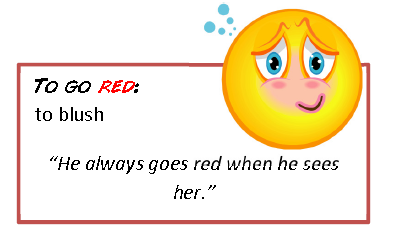 To go red:
to blush
“He always goes red when he sees
her.”